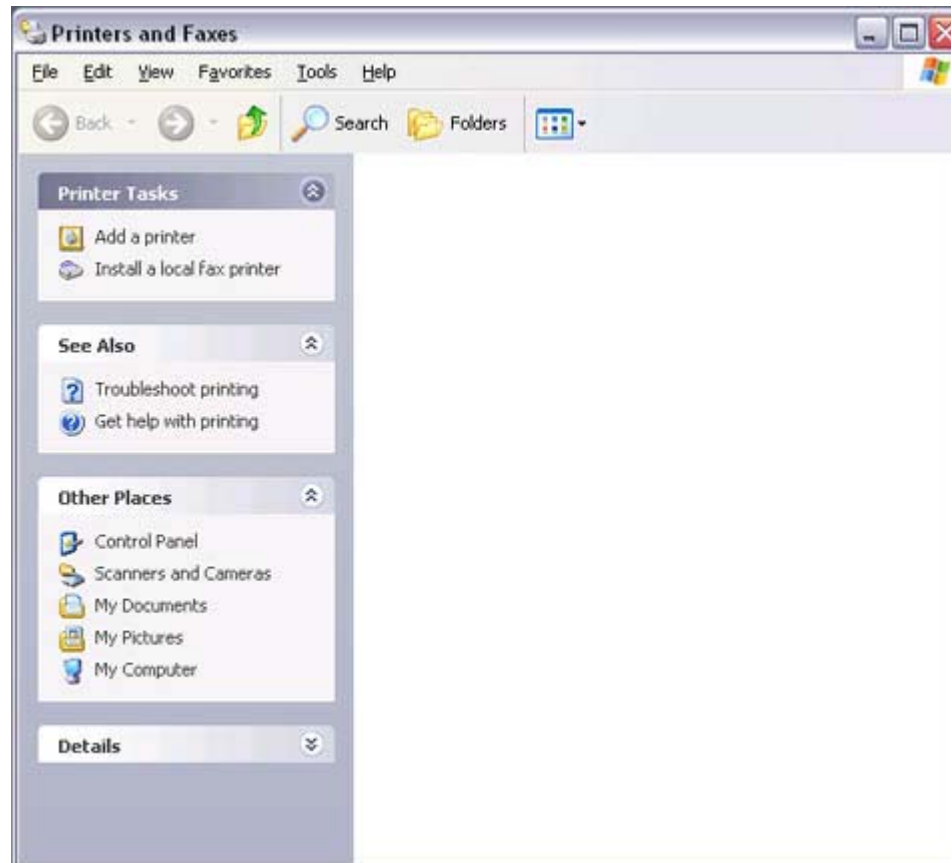 Printers and Faxes
File Edit View Favorites Tools Help
Back Search Folders
Printer Tasks
Add a printer
Install a local fax printer
See Also
Troubleshoot printing
Get help with printing
Other Places
Control Panel
Scanners and Cameras
My Documents
My Pictures
My Computer
Details